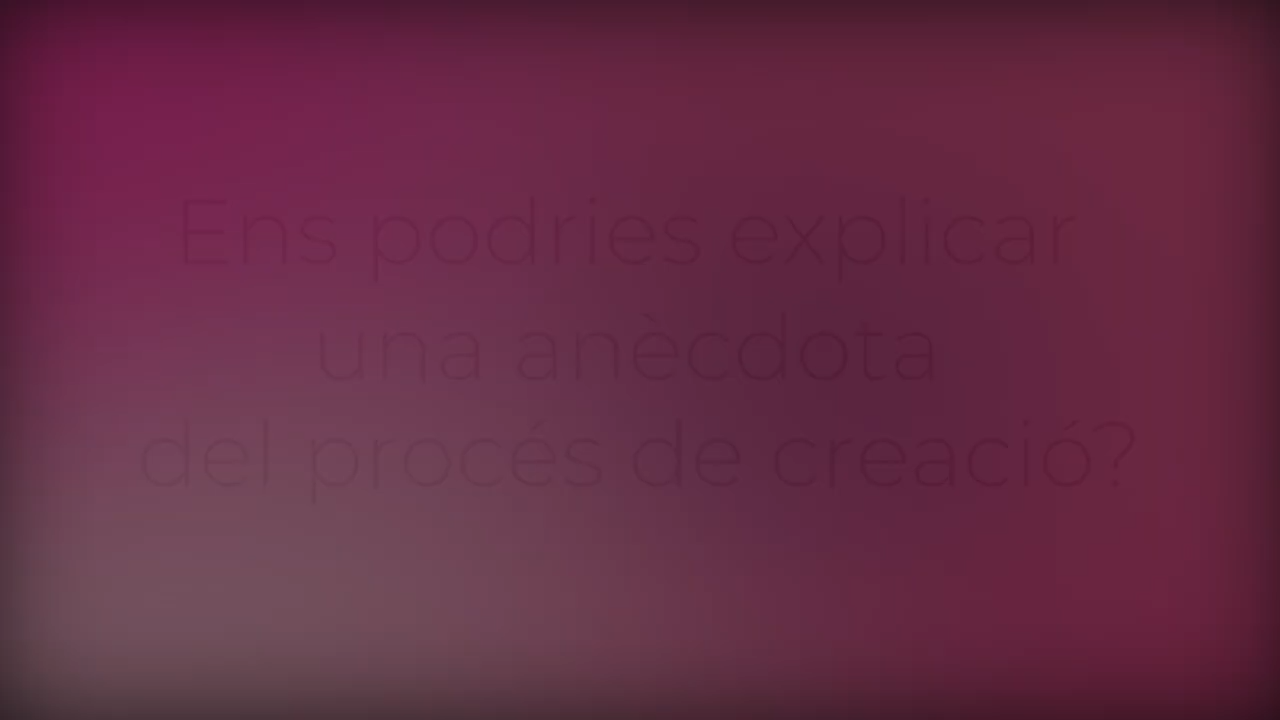 Ens podries explicar
una anècdota
del procés de creació?